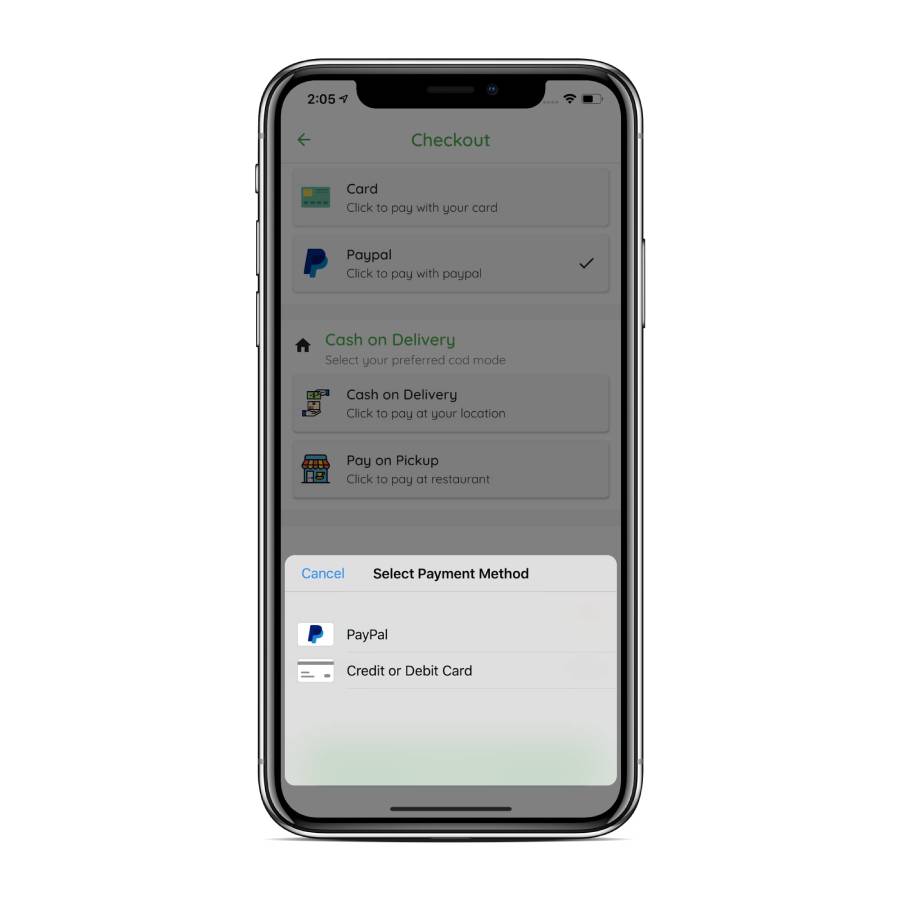 2:05
Checkout
Card
Click to pay with your card
Paypal
Click to pay with paypal
Cash on Delivery
Select your preferred cod mode
Cash on Delivery
Click to pay at your location
Pay on Pickup
Click to pay at restaurant
Cancel Select Payment Method
PayPal
Credit or Debit Card